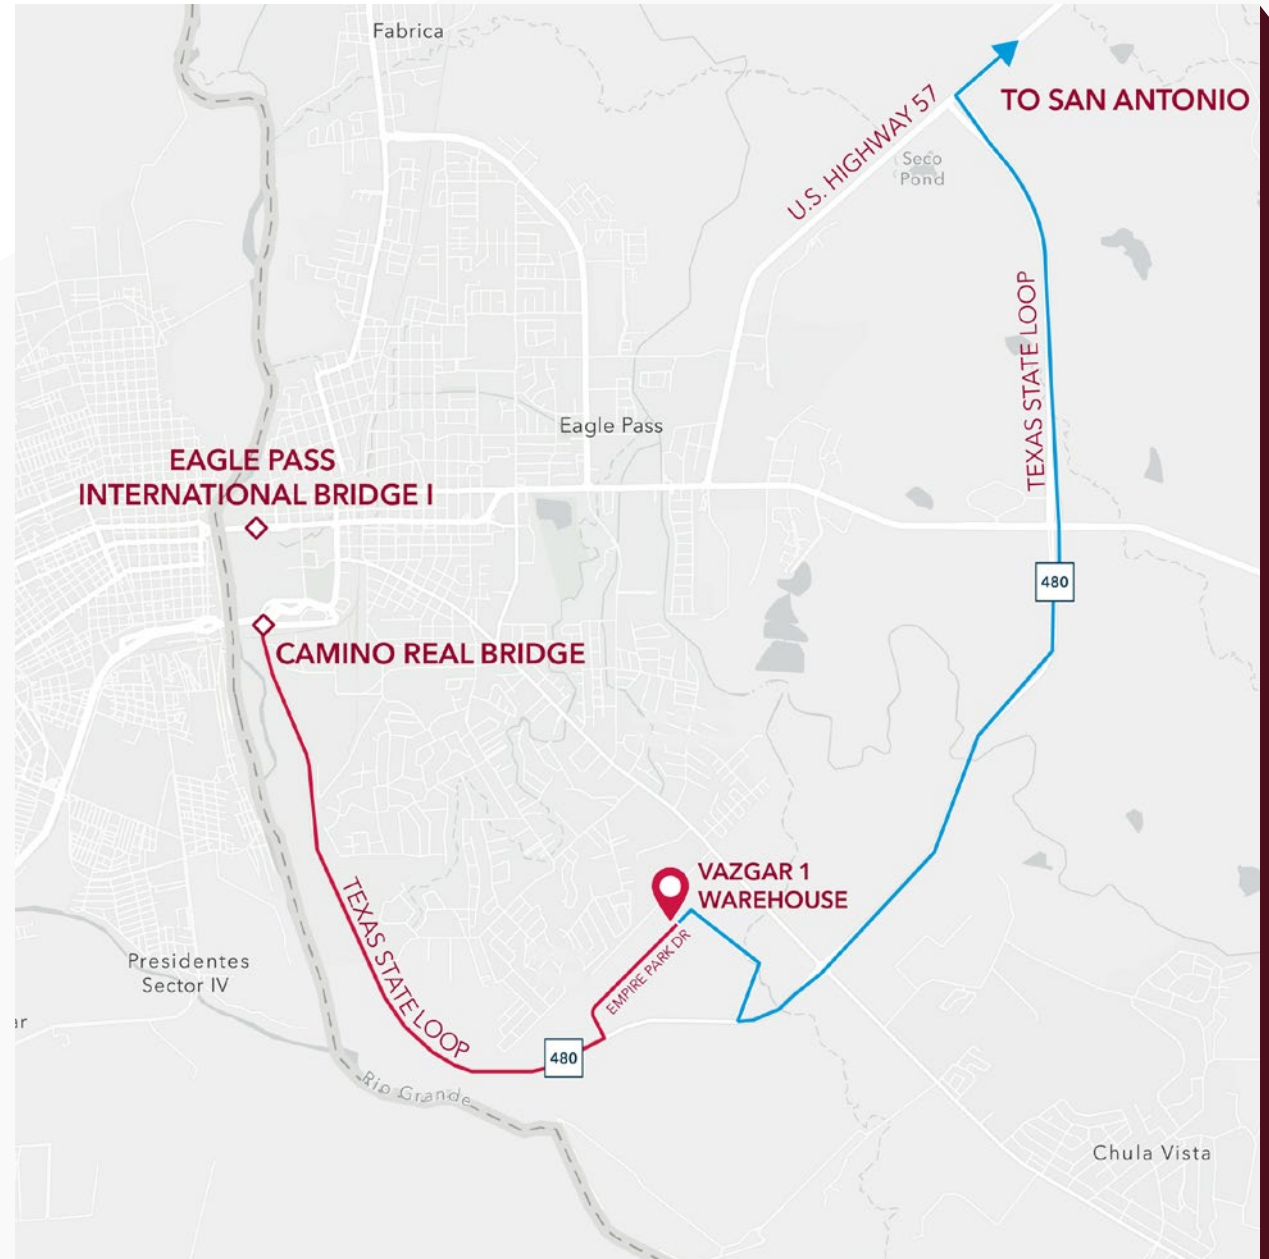 Fabrica
TO SAN ANTONIO
U.S. HIGHWAY 57
Seco
Pond
TEXAS STATE LOOP
Eagle Pass
EAGLE PASS
INTERNATIONAL BRIDGE I
480
CAMINO REAL BRIDGE
VAZGAR 1
WAREHOUSE
EMPIRE PARK DR
TEXAS STATE LOOP
Presidentes
Sector IV
ar
480
Rio Grande
Chula Vista